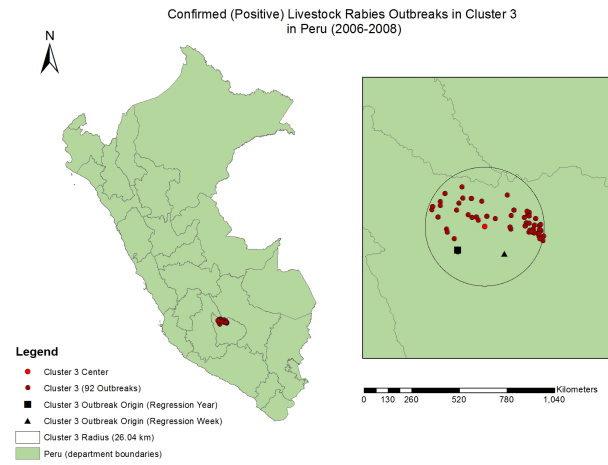 Confirmed (Positive) Livestock Rabies Outbreaks in Cluster 3
in Peru (2006-2008)
N
Legend
Cluster 3 Center
Cluster 3 (92 Outbreaks)
Cluster 3 Outbreak Origin (Regression Year)
Cluster 3 Outbreak Origin (Regression Week)
Cluster 3 Radius (26.04 km)
Peru (department boundaries)
Kilometers
0 130 260 520 780 1,040